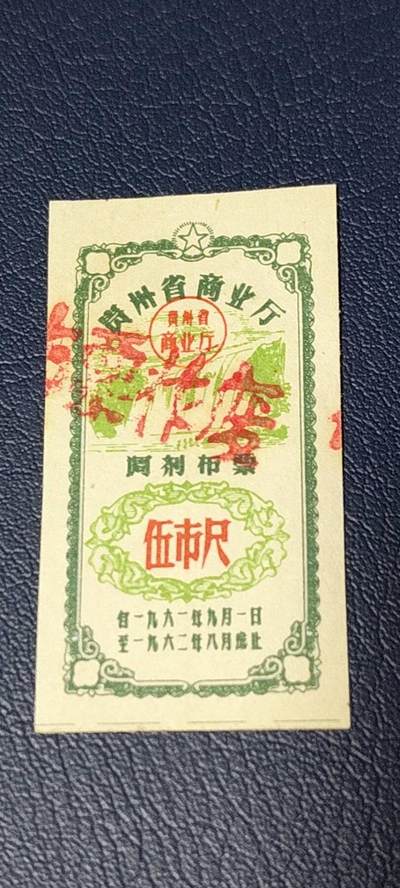 贵州省商业厅
贵州省
商业厅
调剂布票
伍市尺
自一九六一年九月一日
至一九六二年八月底止